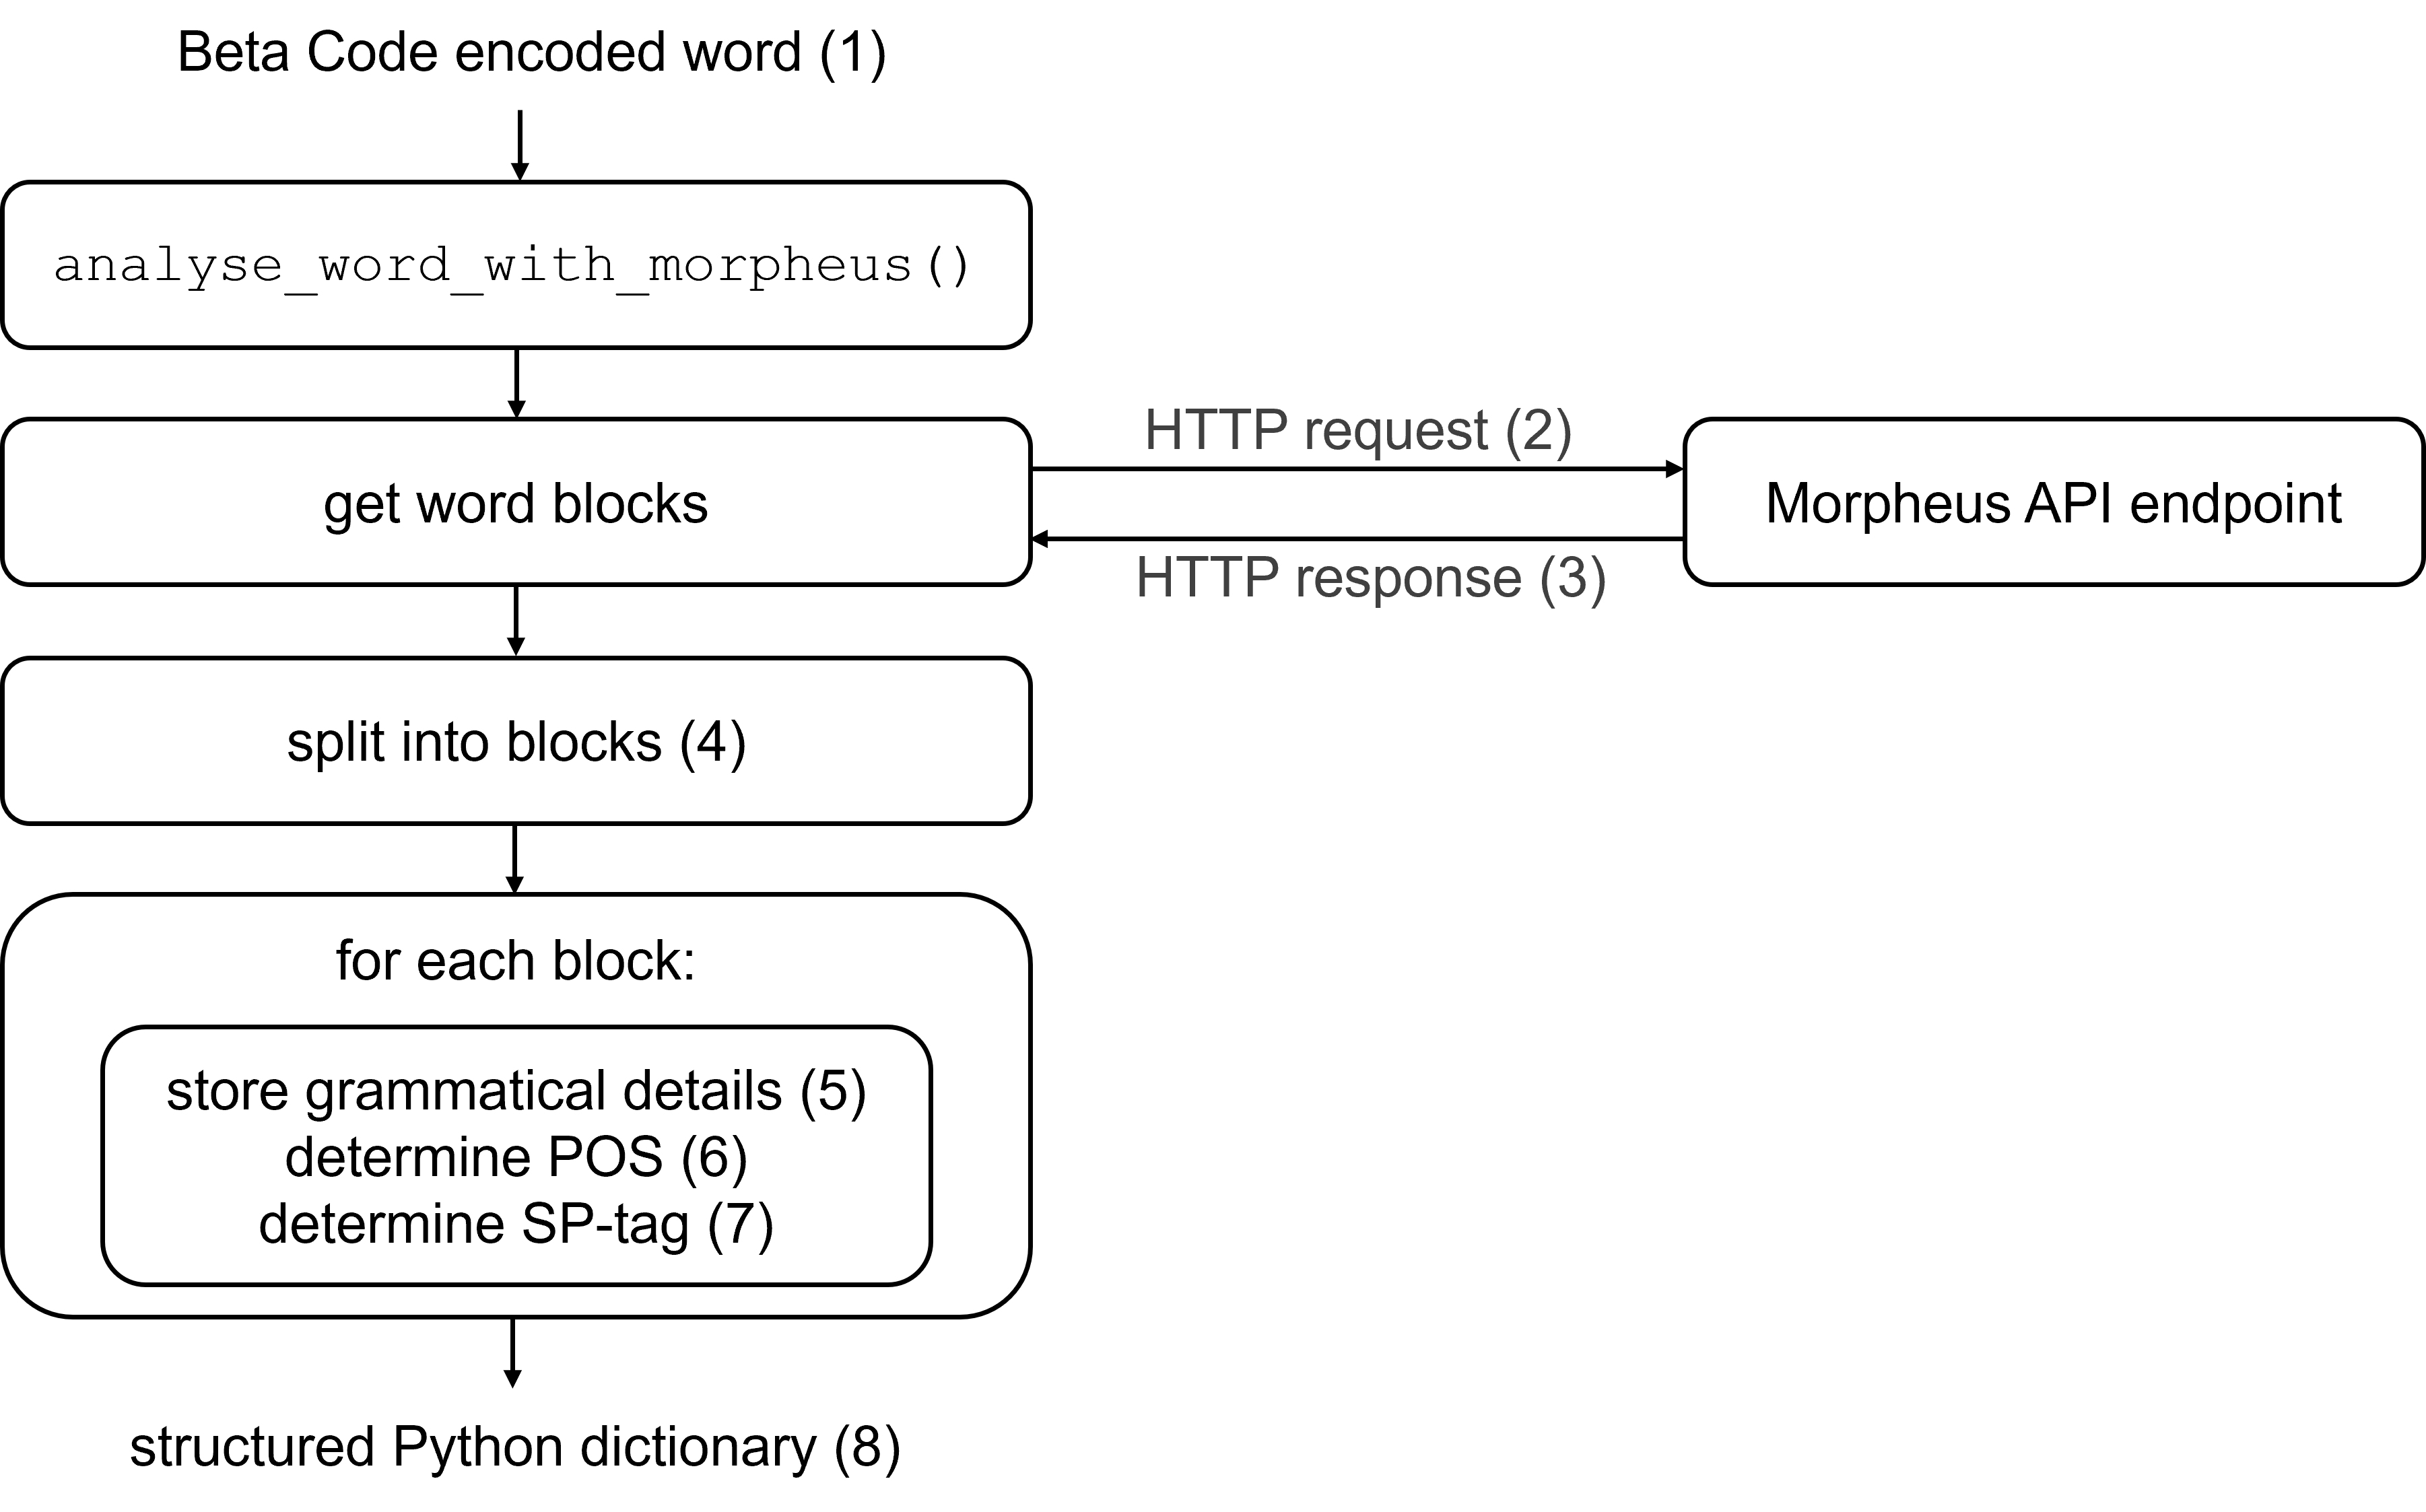 Beta Code encoded word (1)
analyse_word_with_morpheus()
get word blocks
HTTP request (2)
HTTP response (3)
Morpheus API endpoint
split into blocks (4)
for each block:
store grammatical details (5)
determine POS (6)
determine SP-tag (7)
structured Python dictionary (8)